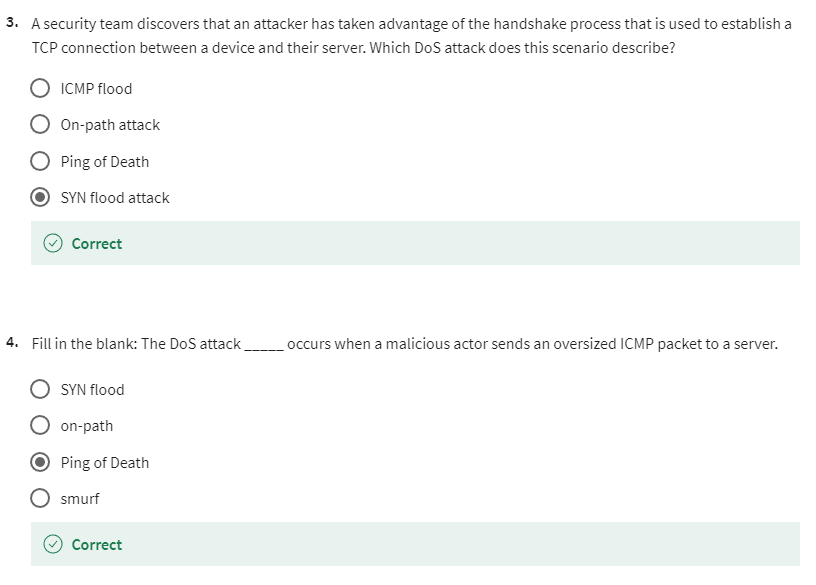 3. A security team discovers that an attacker has taken advantage of the handshake process that is used to establish a
TCP connection between a device and their server. Which DoS attack does this scenario describe?
ICMP flood
On-path attack
Ping of Death
SYN flood attack
Correct
4. Fill in the blank: The DoS attack _____ occurs when a malicious actor sends an oversized ICMP packet to a server.
SYN flood
on-path
Ping of Death
smurf
Correct